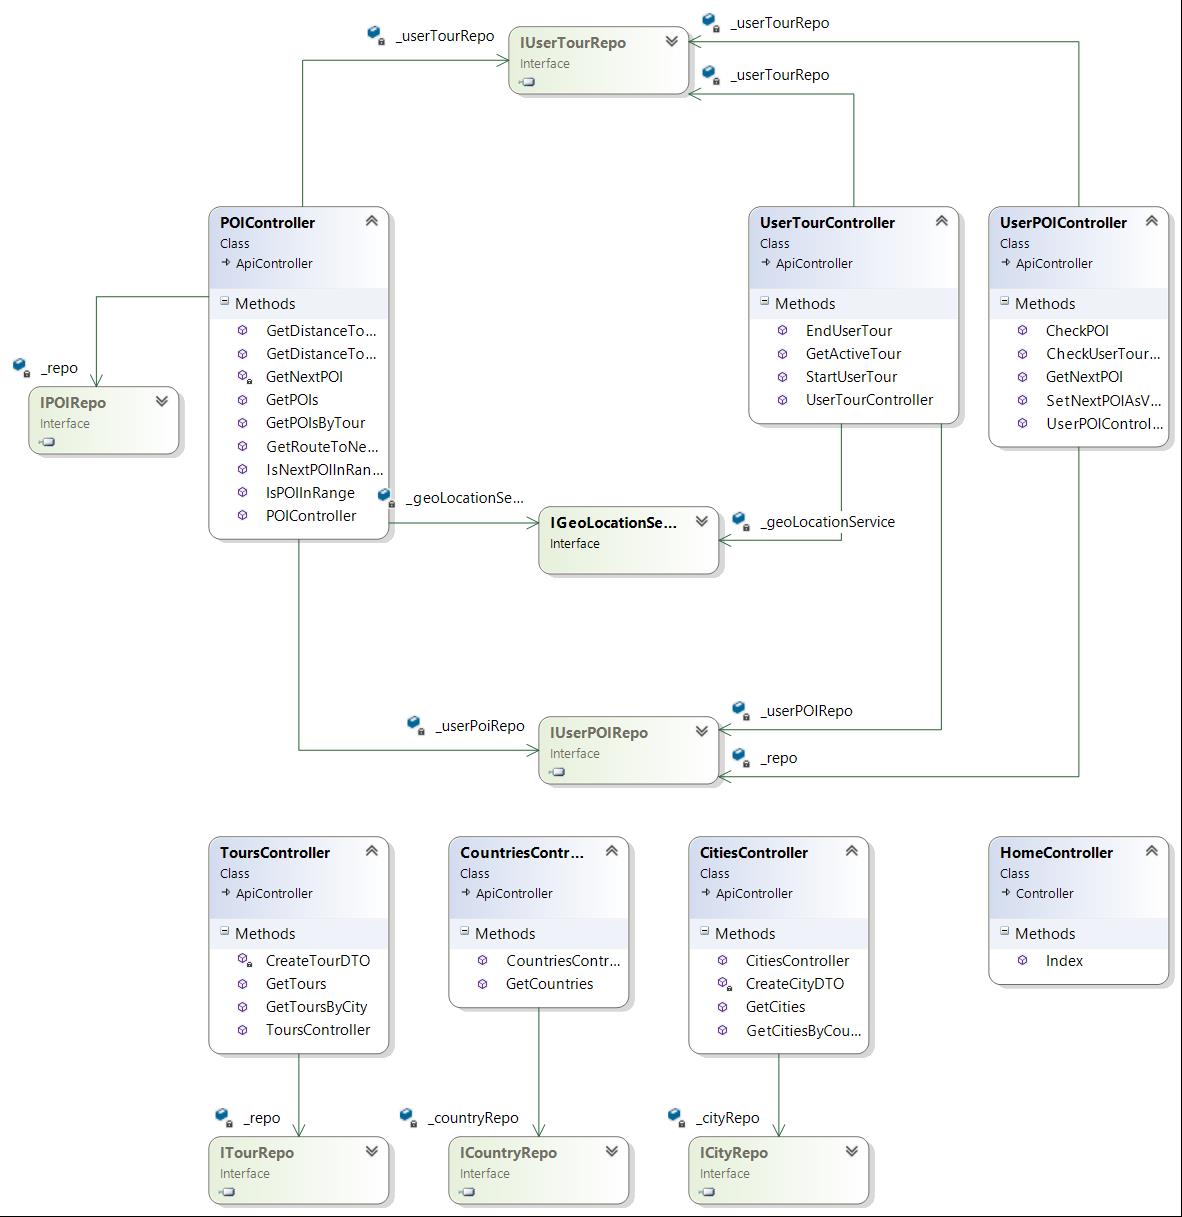 _userTourRepo
IUserTourRepo
Interface
_userTourRepo
_userTourRepo
POIController
Class
ApiController
Methods
GetDistanceTo...
GetDistanceTo...
GetNextPOI
GetPOIs
GetPOIsByTour
GetRouteToNe...
IsNextPOIInRan...
IsPOIInRange
POIController
UserTourController
Class
ApiController
Methods
EndUserTour
GetActiveTour
StartUserTour
UserTourController
UserPOIController
Class
ApiController
Methods
CheckPOI
CheckUserTour...
GetNextPOI
SetNextPOIAsV...
UserPOIControl...
_repo
IPOIRepo
Interface
_geoLocationSe...
IGeoLocationSe...
Interface
_geoLocationService
_userPoiRepo
IUserPOIRepo
Interface
_userPOIRepo
_repo
ToursController
Class
ApiController
Methods
CreateTourDTO
GetTours
GetToursByCity
ToursController
CountriesContr...
Class
ApiController
Methods
CountriesContr...
GetCountries
CitiesController
Class
ApiController
Methods
CitiesController
CreateCityDTO
GetCities
GetCitiesByCou...
HomeController
Class
Controller
Methods
Index
_repo
ITourRepo
Interface
_countryRepo
ICountryRepo
Interface
_cityRepo
ICityRepo
Interface